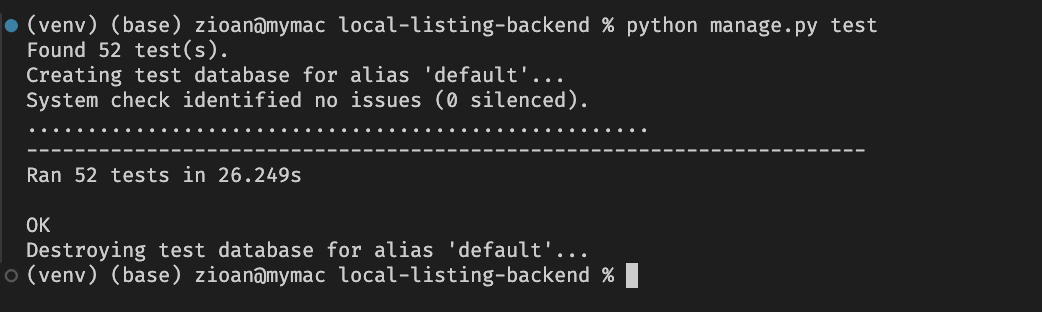 (venv) (base) zioan@mymac local-listing-backend % python manage.py test
Found 52 test(s).
Creating test database for alias 'default'...
System check identified no issues (0 silenced).
....................................................
----------------------------------------------------------------------
Ran 52 tests in 26.249s
OK
Destroying test database for alias 'default'...
(venv) (base) zioan@mymac local-listing-backend %